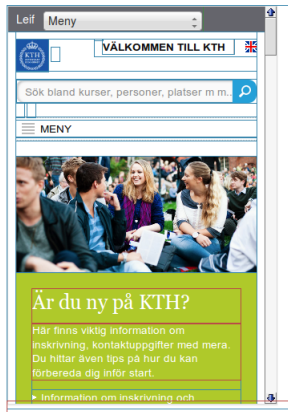 Leif Meny
KTH
VÄLKOMMEN TILL KTH
Sök bland kurser, personer, platser m m..
MENY
Är du ny på KTH?
Här finns viktig information om
inskrivning, kontaktuppgifter med mera.
Du hittar även tips på hur du kan
förbereda dig inför start.
Information om inskrivning och